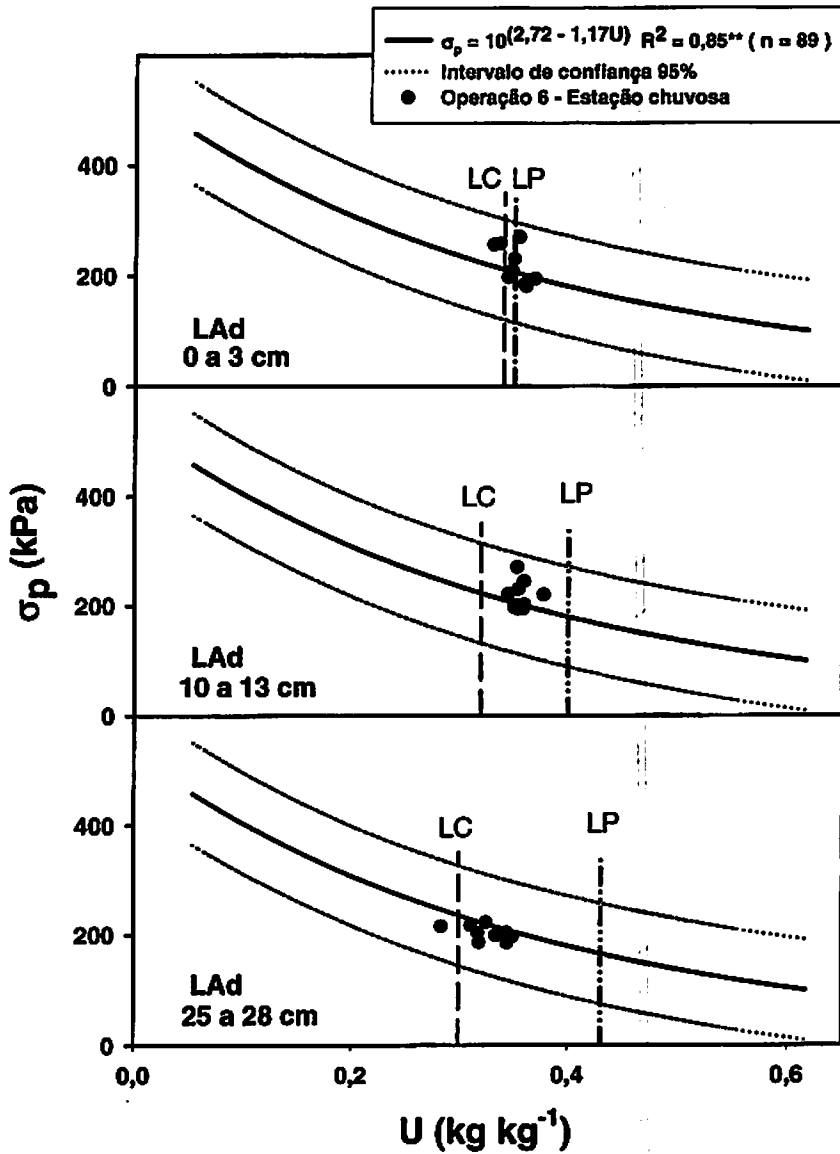 σp = 10(2,72 - 1,17U) R2 = 0,85** ( n = 89 )
Intervalo de confiança 95%
Operação 6 - Estação chuvosa
400
200
0
LC LP
LAd
0 a 3 cm
400
200
0
LC LP
LAd
10 a 13 cm
400
200
0
LC LP
LAd
25 a 28 cm
σp (kPa)
0,0 0,2 0,4 0,6
U (kg kg-1)